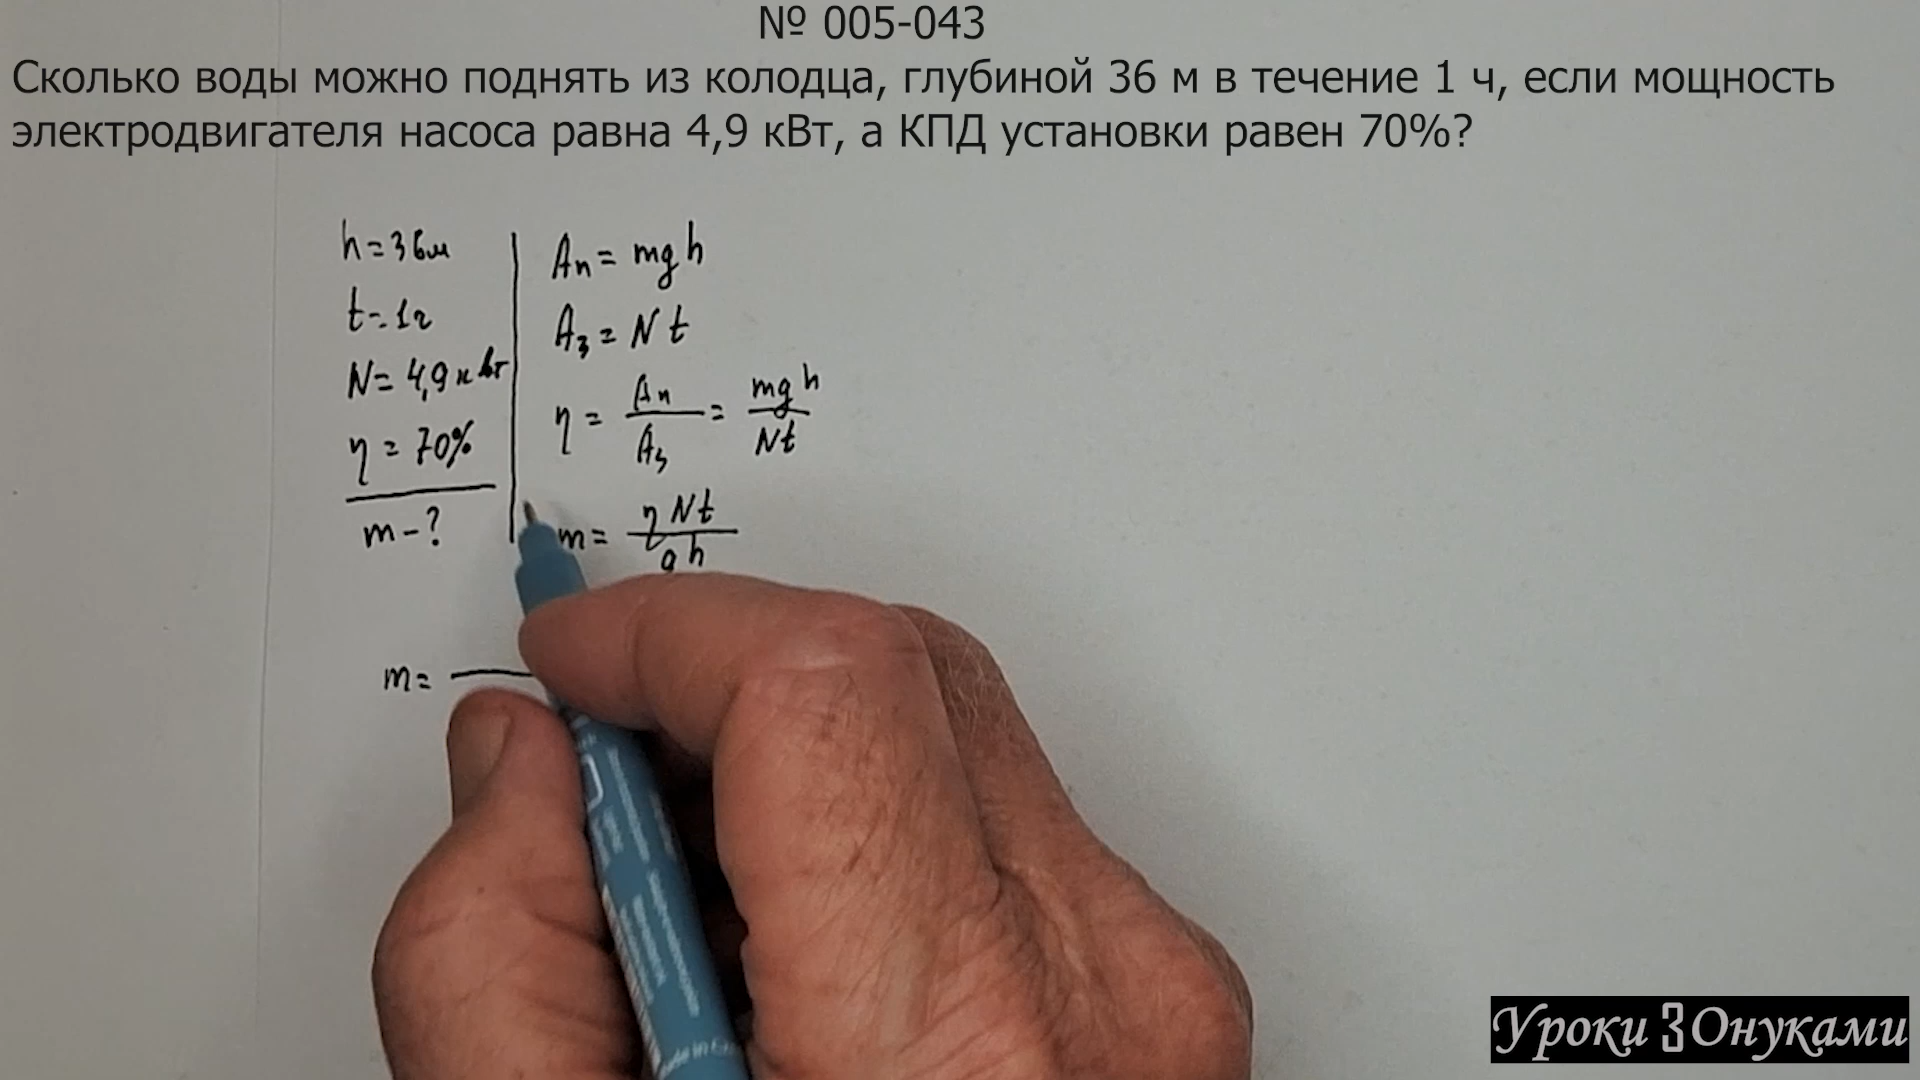 № 005-043
Сколько воды можно поднять из колодца, глубиной 36 м в течение 1 ч, если мощность
электродвигателя насоса равна 4,9 кВт, а КПД установки равен 70%?
h = 36м
t = 1ч
N = 4,9 кВт
η = 70%
m - ?
Aп = mgh
Aз = Nt
η = Aп/Aз = mgh/Nt
m = ηNt/gh
m =
Уроки З Онуками